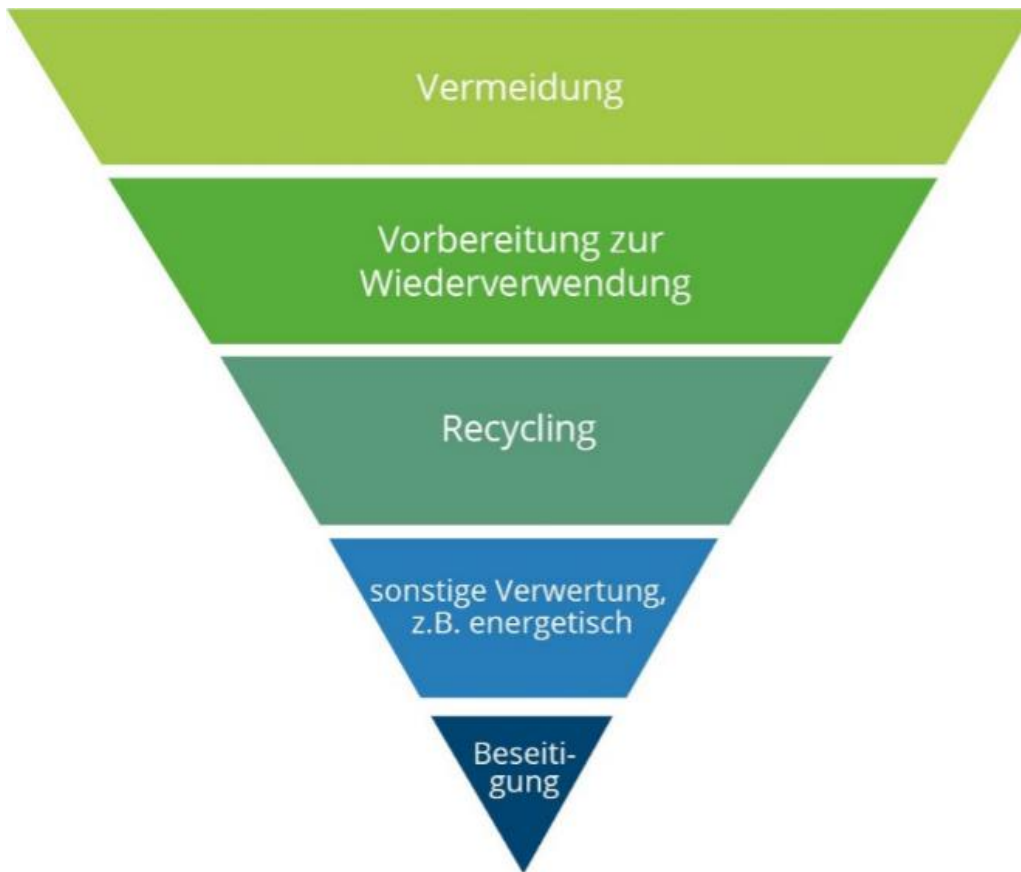 Vermeidung
Vorbereitung zur
Wiederverwendung
Recycling
sonstige Verwertung,
z.B. energetisch
Beseiti-
gung